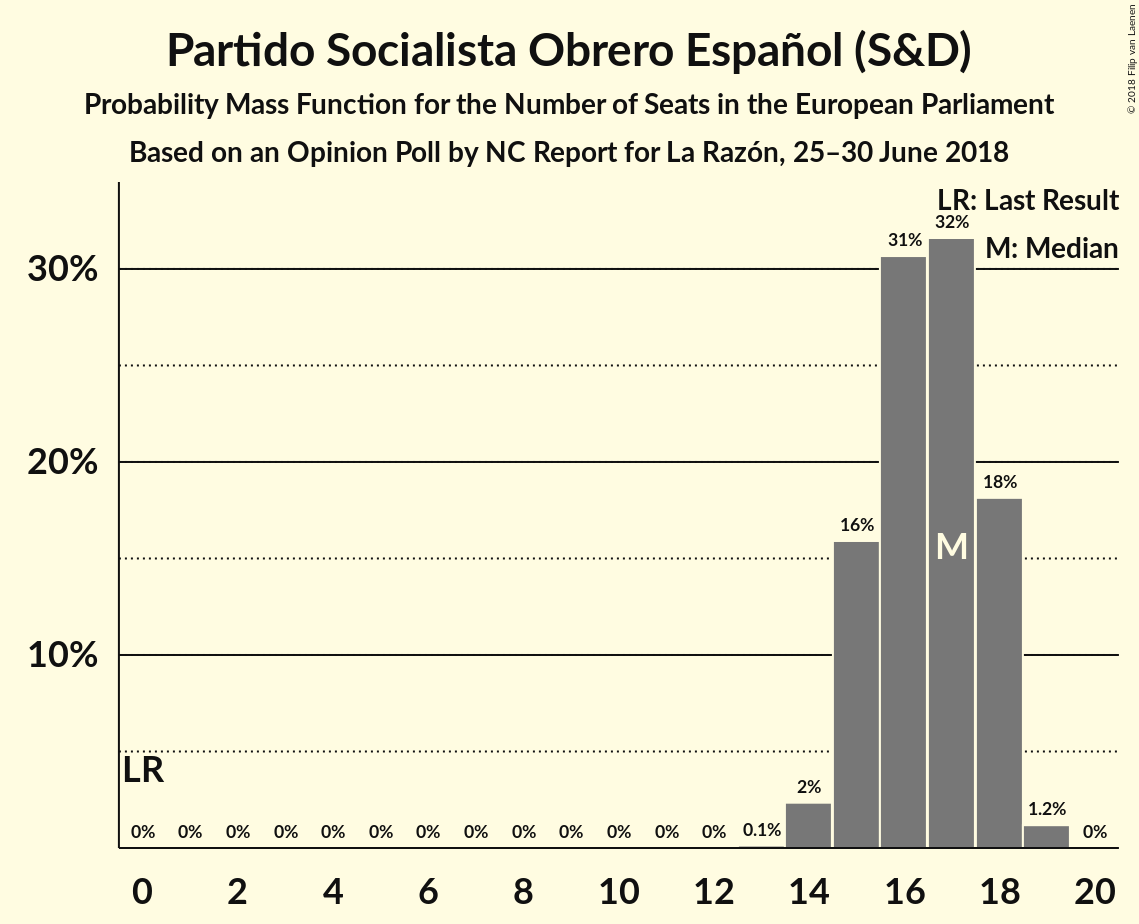 Partido Socialista Obrero Español (S&D)
Probability Mass Function for the Number of Seats in the European Parliament
Based on an Opinion Poll by NC Report for La Razón, 25–30 June 2018
© 2018 Filip van Laenen
LR: Last Result
M: Median
30%
20%
10%
LR
M
0% 0% 0% 0% 0% 0% 0% 0% 0% 0% 0% 0% 0% 0.1% 2% 16% 31% 32% 18% 1.2% 0%
0 2 4 6 8 10 12 14 16 18 20